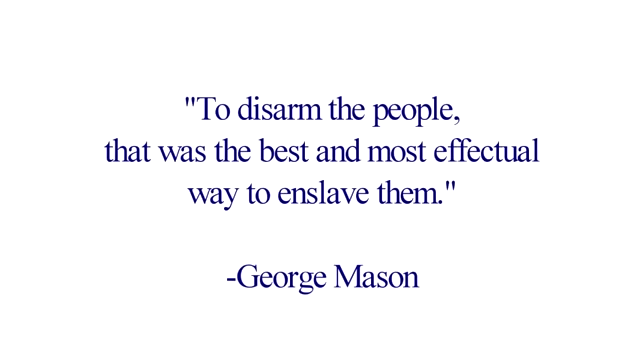 "To disarm the people,
that was the best and most effectual
way to enslave them."
-George Mason